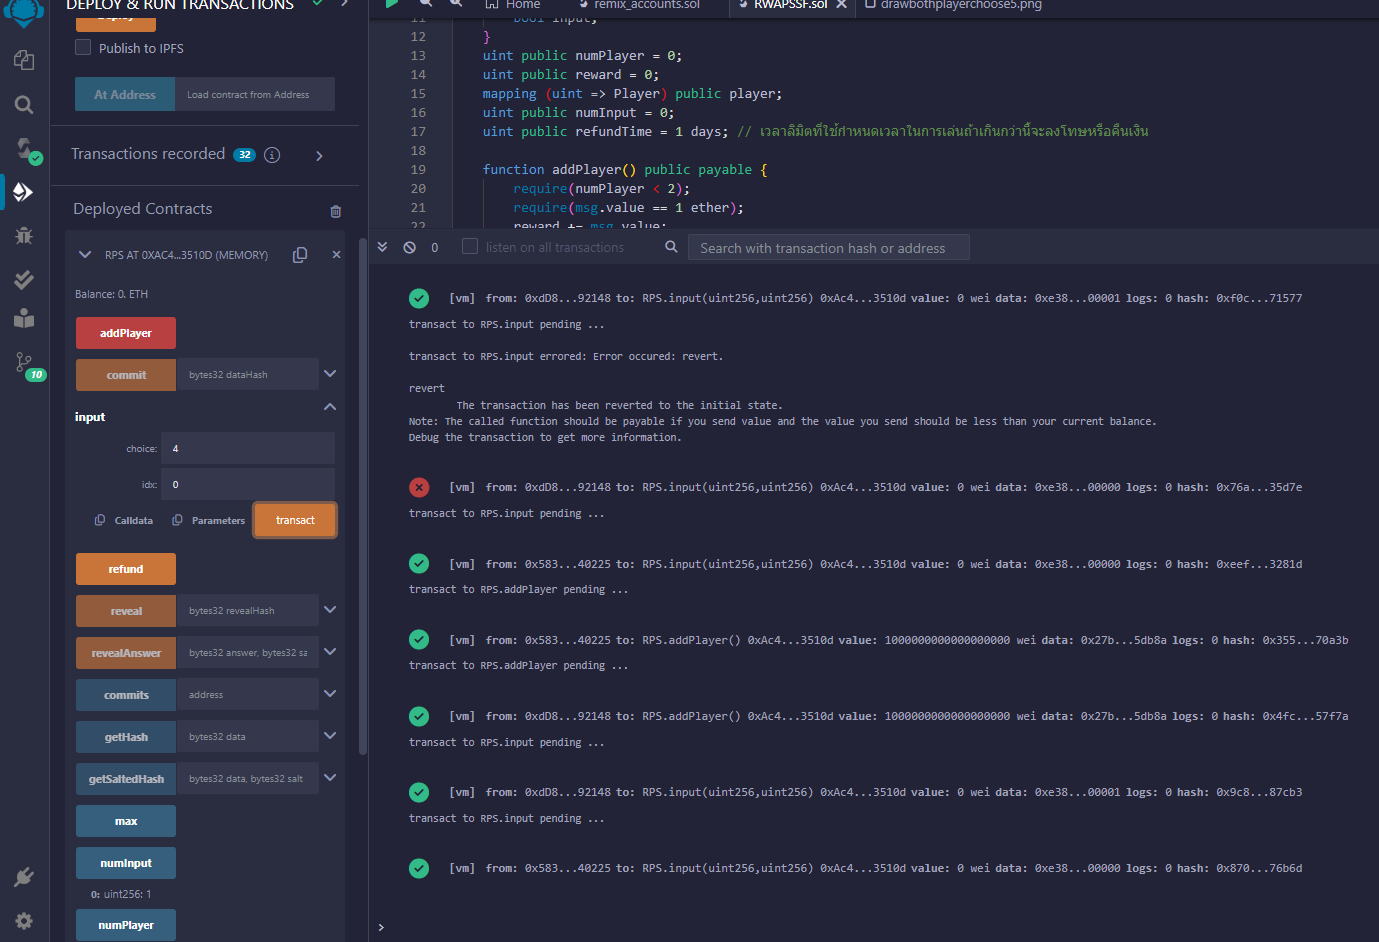 DEPLOY & RUN TRANSACTIONS
Deploy
Publish to IPFS
At Address
Load contract from Address
Transactions recorded 32 i
Deployed Contracts
RPS AT 0XAC4...3510D (MEMORY)
Balance: 0. ETH
addPlayer
commit
bytes32 dataHash
input
choice: 4
idx: 0
Calldata
Parameters
transact
refund
reveal
bytes32 revealHash
revealAnswer
bytes32 answer, bytes32 sa
commits
address
getHash
bytes32 data
getSaltedHash
bytes32 data, bytes32 salt
max
numInput
0: uint256: 1
numPlayer
10
Home
remix_accounts.sol
RWAPSSF.sol
drawbothplayerchoose5.png
11 bool input;
12 }
13 uint public numPlayer = 0;
14 uint public reward = 0;
15 mapping (uint => Player) public player;
16 uint public numInput = 0;
17 uint public refundTime = 1 days; // เวลาลิมิตที่ใช้กำหนดเวลาในการเล่นถ้าเกินกว่านี้จะลงโทษหรือคืนเงิน
18
19 function addPlayer() public payable {
20 require(numPlayer < 2);
21 require(msg.value == 1 ether);
22 reward += msg.value;
0
listen on all transactions
Search with transaction hash or address
[vm] from: 0xdD8...92148 to: RPS.input(uint256,uint256) 0xAc4...3510d value: 0 wei data: 0xe38...00001 logs: 0 hash: 0xf0c...71577
transact to RPS.input pending ...
transact to RPS.input errored: Error occured: revert.
revert
The transaction has been reverted to the initial state.
Note: The called function should be payable if you send value and the value you send should be less than your current balance.
Debug the transaction to get more information.
[vm] from: 0xdD8...92148 to: RPS.input(uint256,uint256) 0xAc4...3510d value: 0 wei data: 0xe38...00000 logs: 0 hash: 0x76a...35d7e
transact to RPS.input pending ...
[vm] from: 0x583...40225 to: RPS.input(uint256,uint256) 0xAc4...3510d value: 0 wei data: 0xe38...00000 logs: 0 hash: 0xeef...3281d
transact to RPS.addPlayer pending ...
[vm] from: 0x583...40225 to: RPS.addPlayer() 0xAc4...3510d value: 1000000000000000000 wei data: 0x27b...5db8a logs: 0 hash: 0x355...70a3b
transact to RPS.addPlayer pending ...
[vm] from: 0xdD8...92148 to: RPS.addPlayer() 0xAc4...3510d value: 1000000000000000000 wei data: 0x27b...5db8a logs: 0 hash: 0x4fc...57f7a
transact to RPS.input pending ...
[vm] from: 0xdD8...92148 to: RPS.input(uint256,uint256) 0xAc4...3510d value: 0 wei data: 0xe38...00001 logs: 0 hash: 0x9c8...87cb3
transact to RPS.input pending ...
[vm] from: 0x583...40225 to: RPS.input(uint256,uint256) 0xAc4...3510d value: 0 wei data: 0xe38...00000 logs: 0 hash: 0x870...76b6d
>